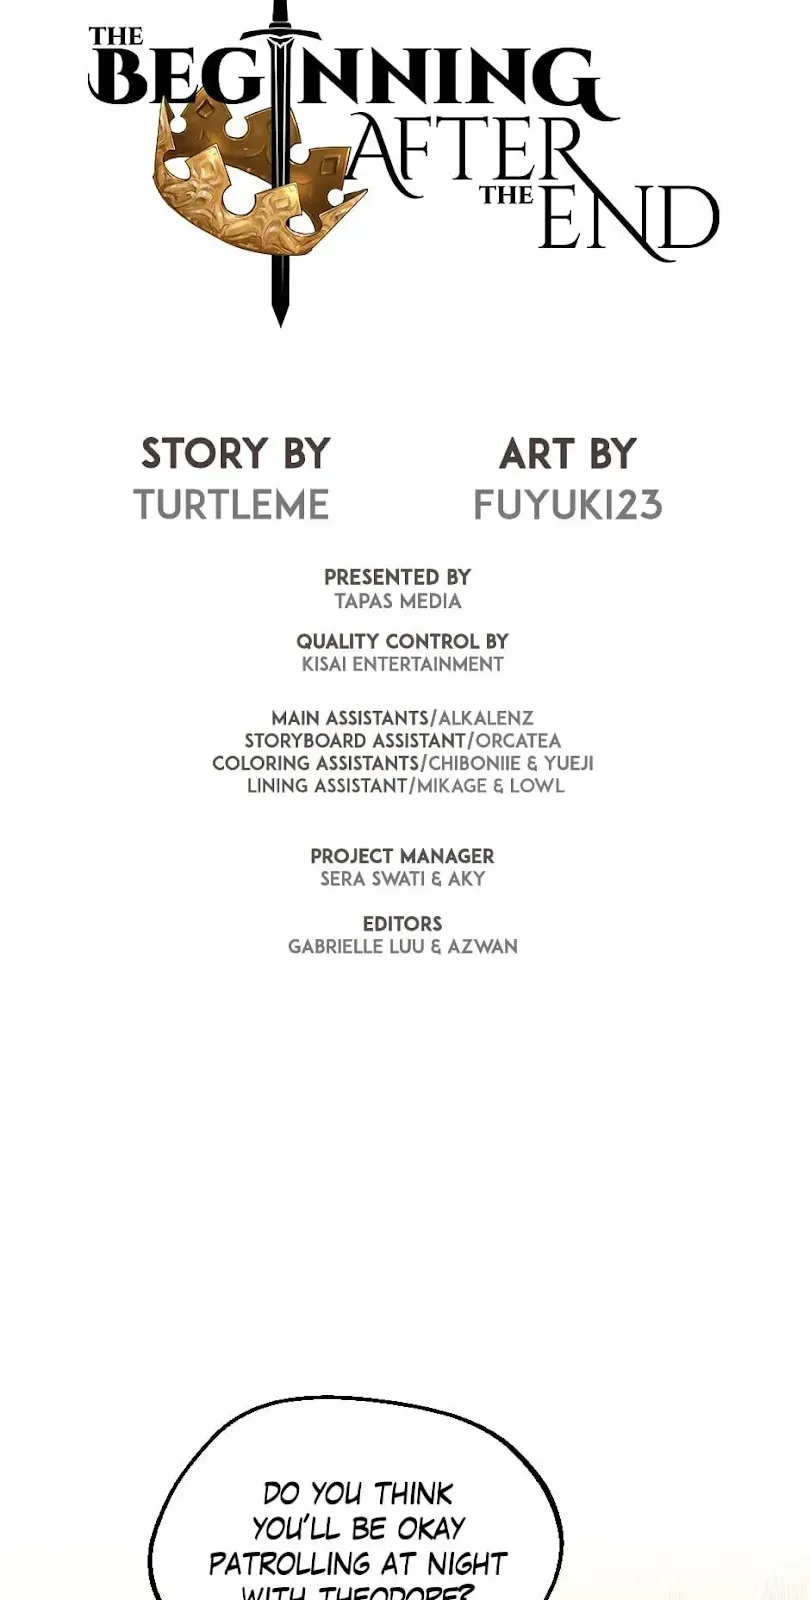 THE
BEGINNING
AFTER
THE END
STORY BY
TURTLEME
ART BY
FUYUKI23
PRESENTED BY
TAPAS MEDIA
QUALITY CONTROL BY
KISAI ENTERTAINMENT
MAIN ASSISTANTS/ALKALENZ
STORYBOARD ASSISTANT/ORCATEA
COLORING ASSISTANTS/CHIBONIIE & YUEJI
LINING ASSISTANT/MIKAGE & LOWL
PROJECT MANAGER
SERA SWATI & AKY
EDITORS
GABRIELLE LUU & AZWAN
DO YOU THINK
YOU'LL BE OKAY
PATROLLING AT NIGHT
WITH THEODORE?